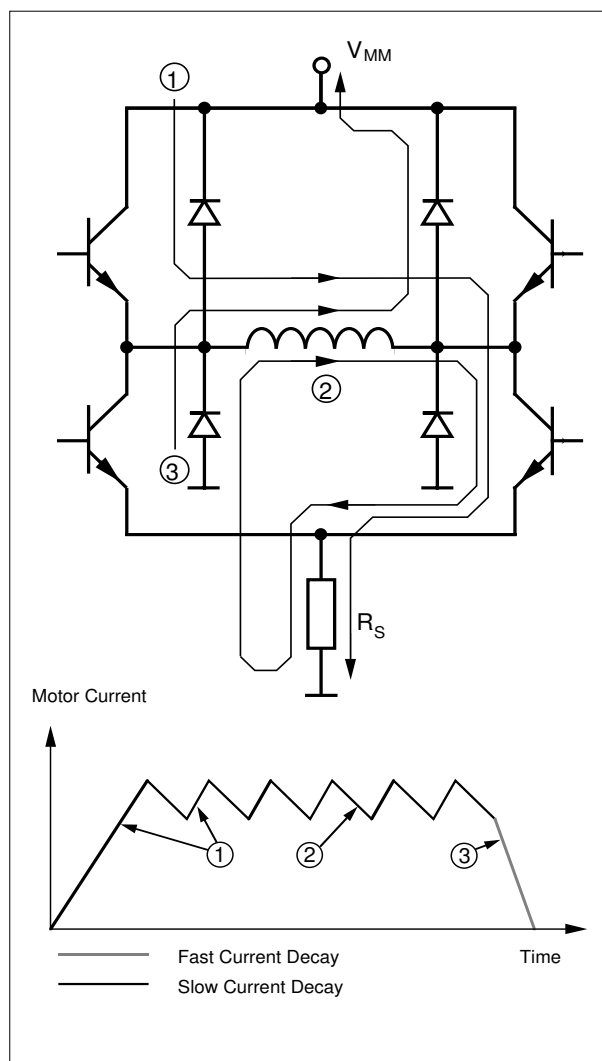 V_MM
1
2
3
R_S
Motor Current
1
2
3
Fast Current Decay
Time
Slow Current Decay